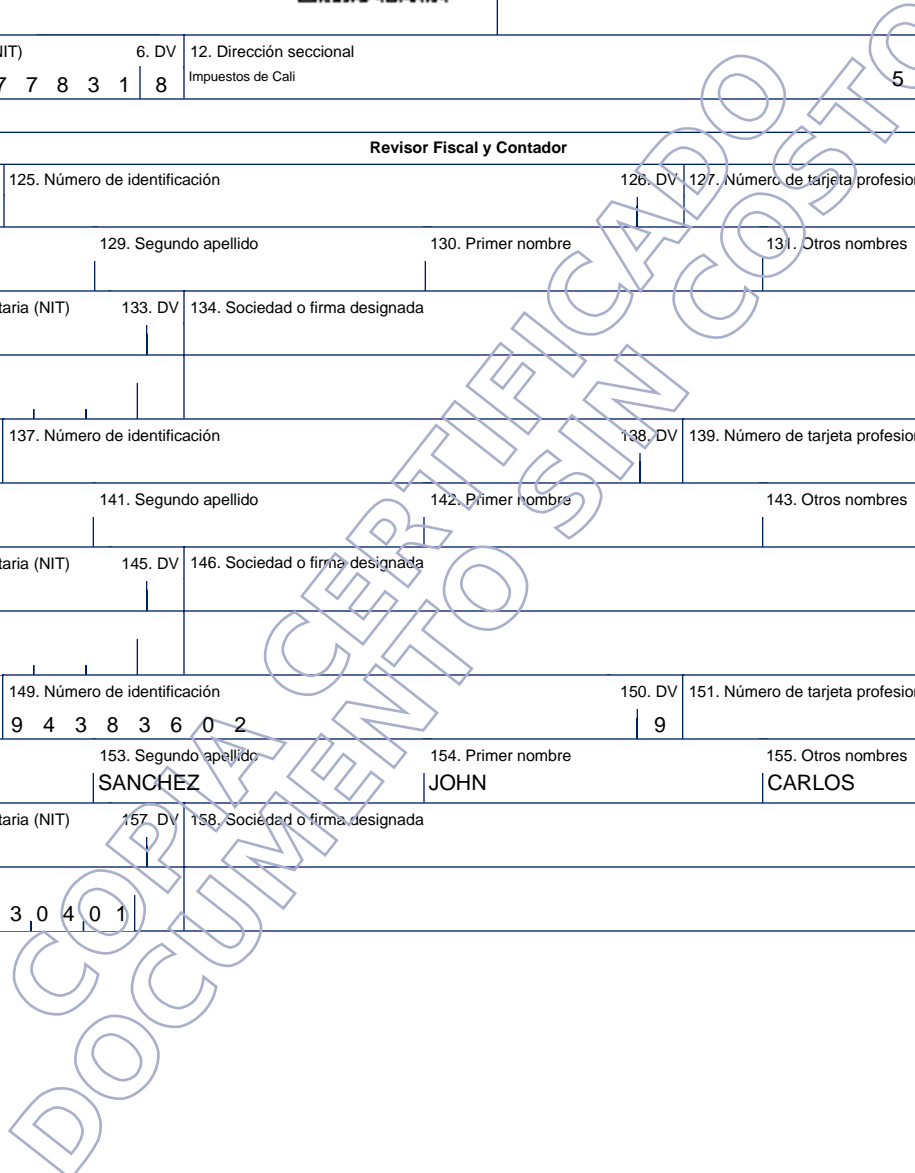 NIT) 6. DV 12. Dirección seccional
7 7 8 3 1 8 Impuestos de Cali 5
Revisor Fiscal y Contador
125. Número de identificación 126. DV 127. Número de tarjeta profesion
129. Segundo apellido 130. Primer nombre 131. Otros nombres
taria (NIT) 133. DV 134. Sociedad o firma designada
137. Número de identificación 138. DV 139. Número de tarjeta profesion
141. Segundo apellido 142. Primer nombre 143. Otros nombres
taria (NIT) 145. DV 146. Sociedad o firma designada
149. Número de identificación 150. DV 151. Número de tarjeta profesion
9 4 3 8 3 6 0 2 9
153. Segundo apellido 154. Primer nombre 155. Otros nombres
SANCHEZ JOHN CARLOS
taria (NIT) 157. DV 158. Sociedad o firma designada
3 0 4 0 1
COPIA CERTIFICADO
DOCUMENTO SIN COSTO